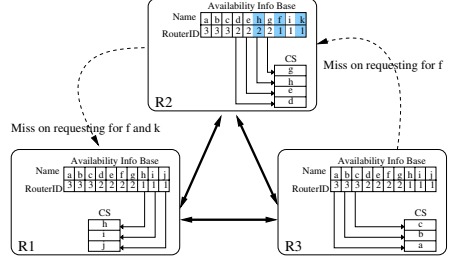 Availability Info Base
Name a b c d e h g f i k
RouterID 3 3 3 2 2 2 2 1 1 1
CS
g
h
e
d
R2
Miss on requesting for f
Miss on requesting for f and k
Availability Info Base
Name a b c d e f g h i j
RouterID 3 3 3 2 2 2 2 1 1 1
CS
h
i
j
R1
Availability Info Base
Name a b c d e f g h i j
RouterID 3 3 3 2 2 2 2 1 1 1
CS
c
b
a
R3